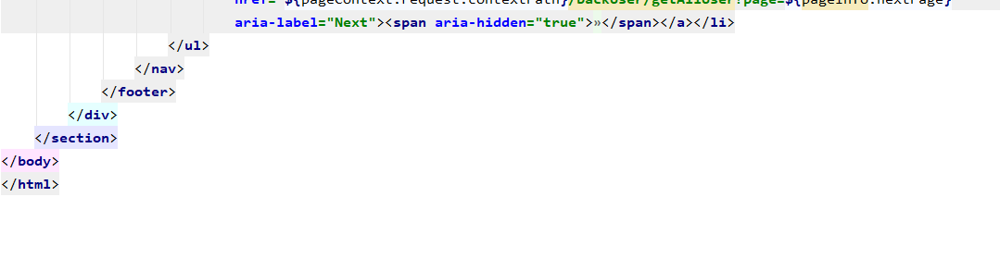 href="${pageContext.request.contextPath}/backUser/getAllUser?page=${pageInfo.nextPage}"
aria-label="Next"><span aria-hidden="true">»</span></a></li>
</ul>
</nav>
</footer>
</div>
</section>
</body>
</html>